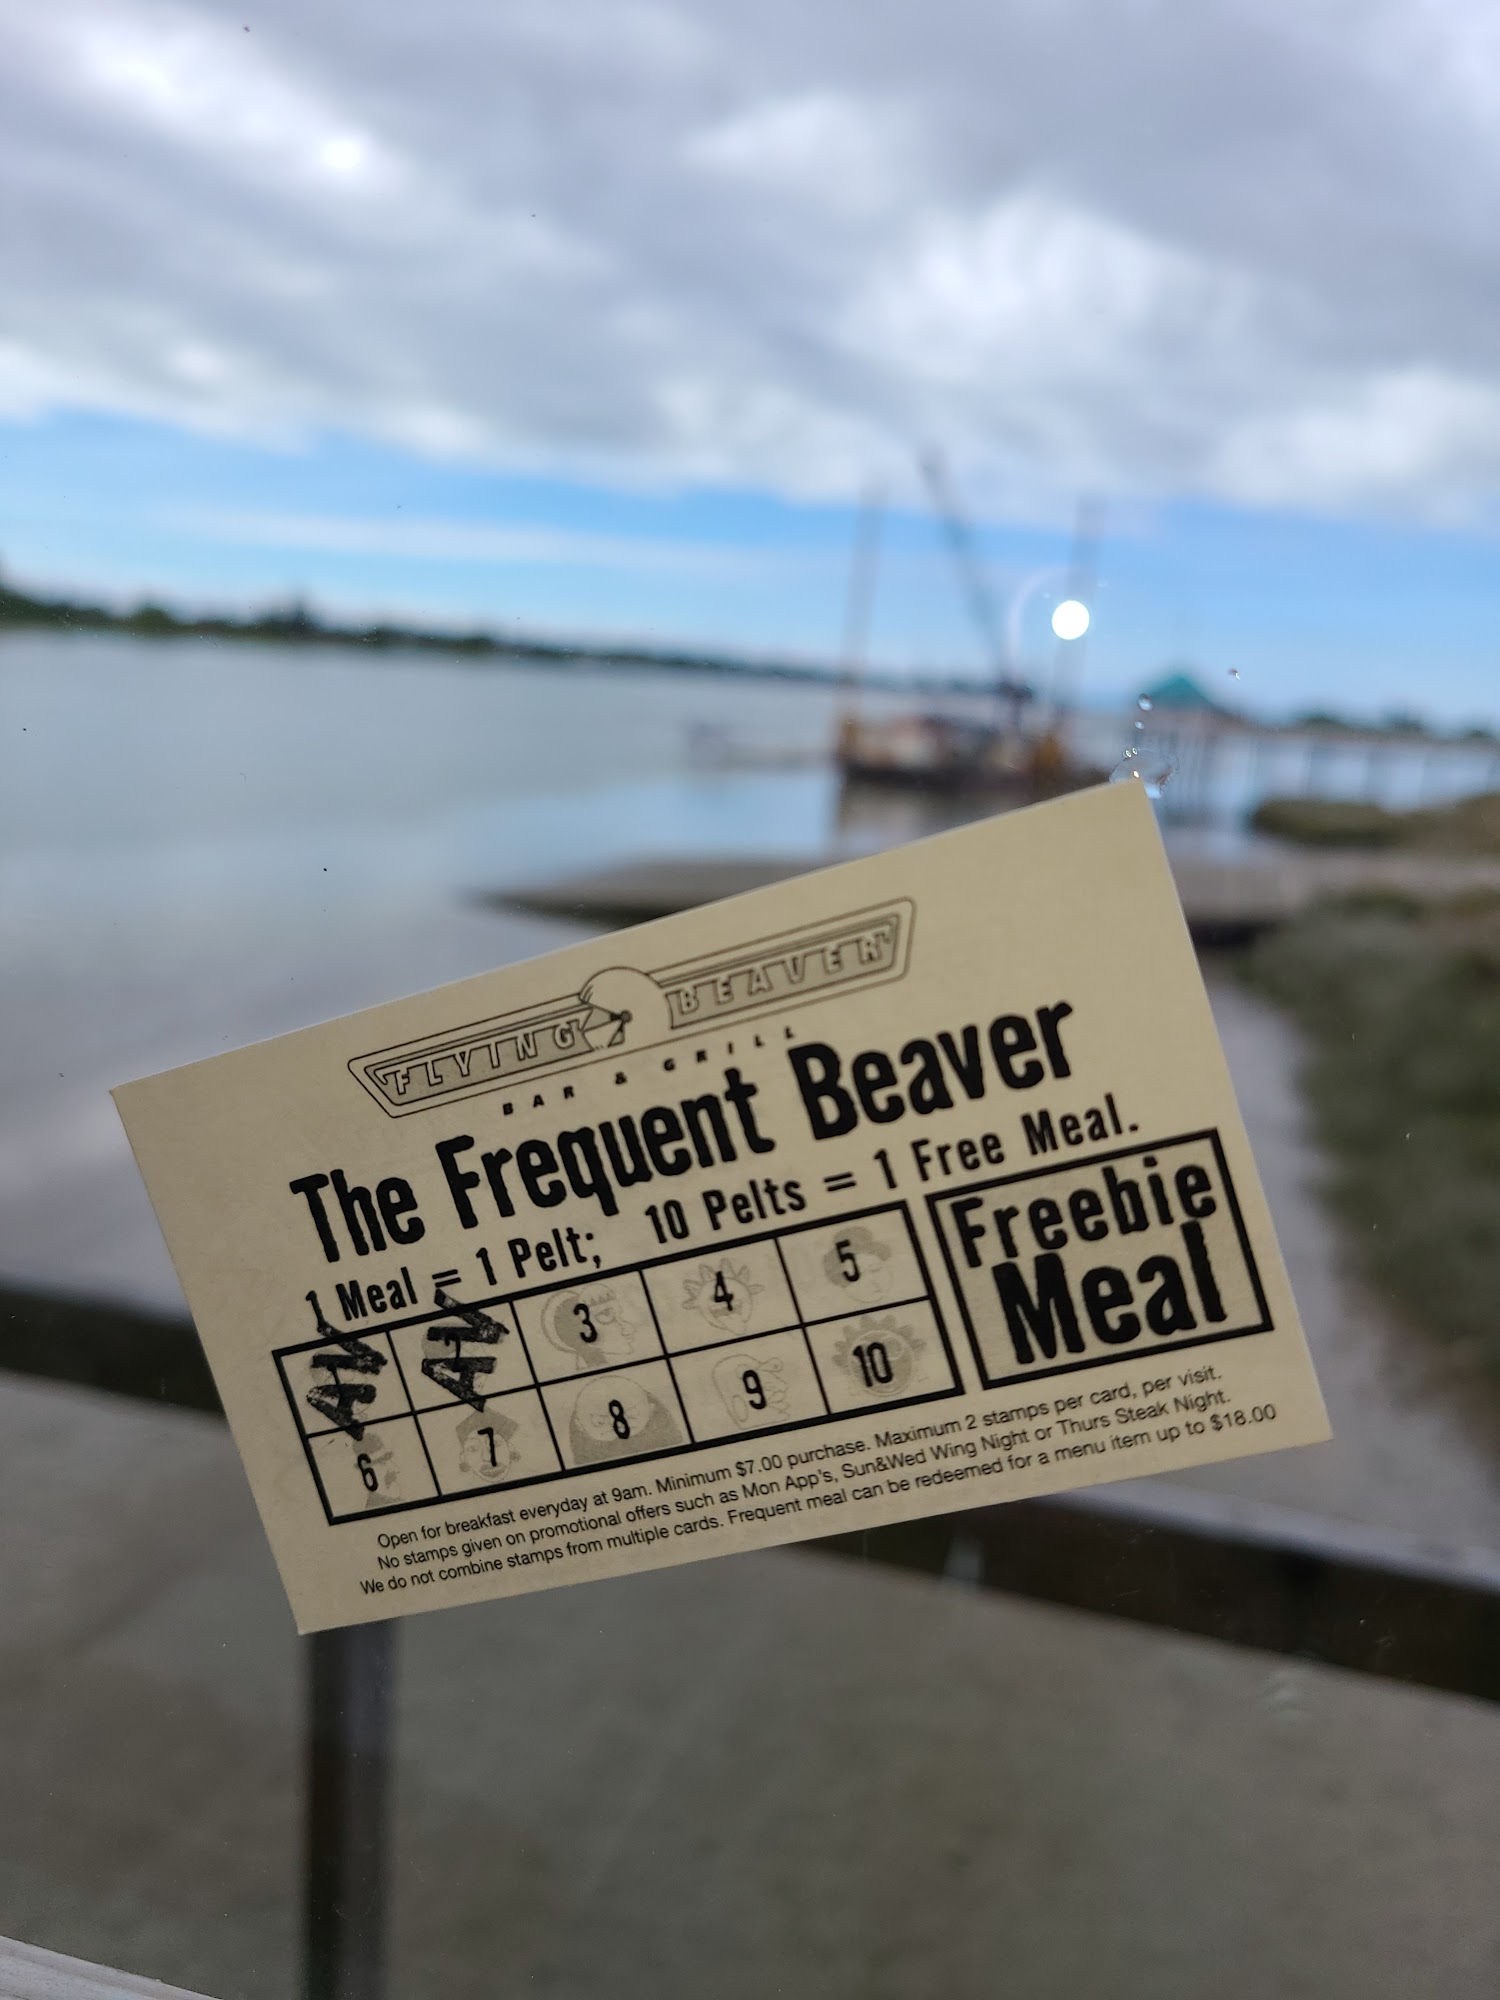 FLYING BEAVER
BAR & GRILL
The Frequent Beaver
1 Meal = 1 Pelt; 10 Pelts = 1 Free Meal.
3 4 5
6 7 8 9 10
Freebie
Meal
Open for breakfast everyday at 9am. Minimum $7.00 purchase. Maximum 2 stamps per card, per visit.
No stamps given on promotional offers such as Mon App's, Sun&Wed Wing Night or Thurs Steak Night.
We do not combine stamps from multiple cards. Frequent meal can be redeemed for a menu item up to $18.00